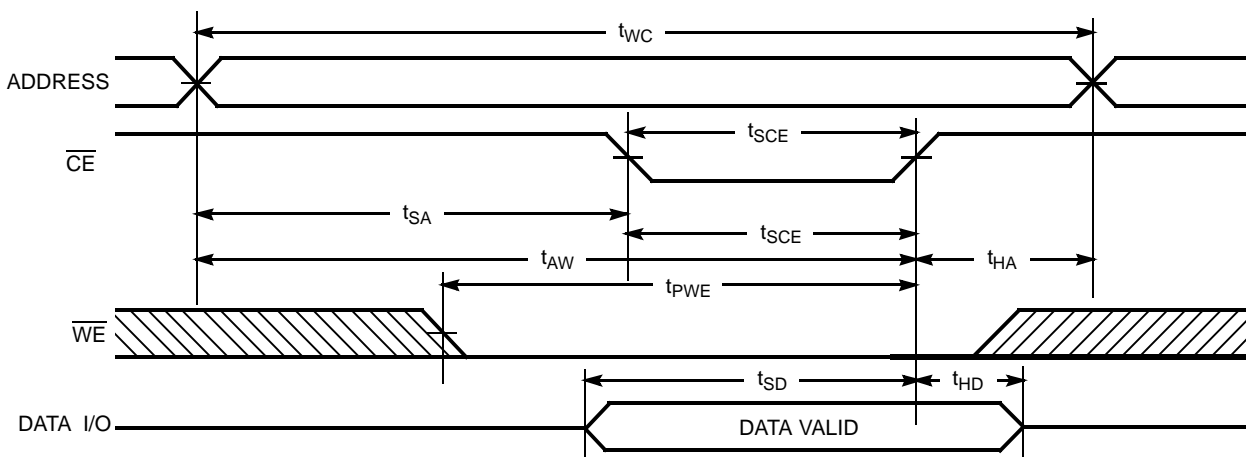 tWC
ADDRESS
tSCE
CE
tSA
tSCE
tAW
tHA
tPWE
WE
tSD
tHD
DATA I/O
DATA VALID